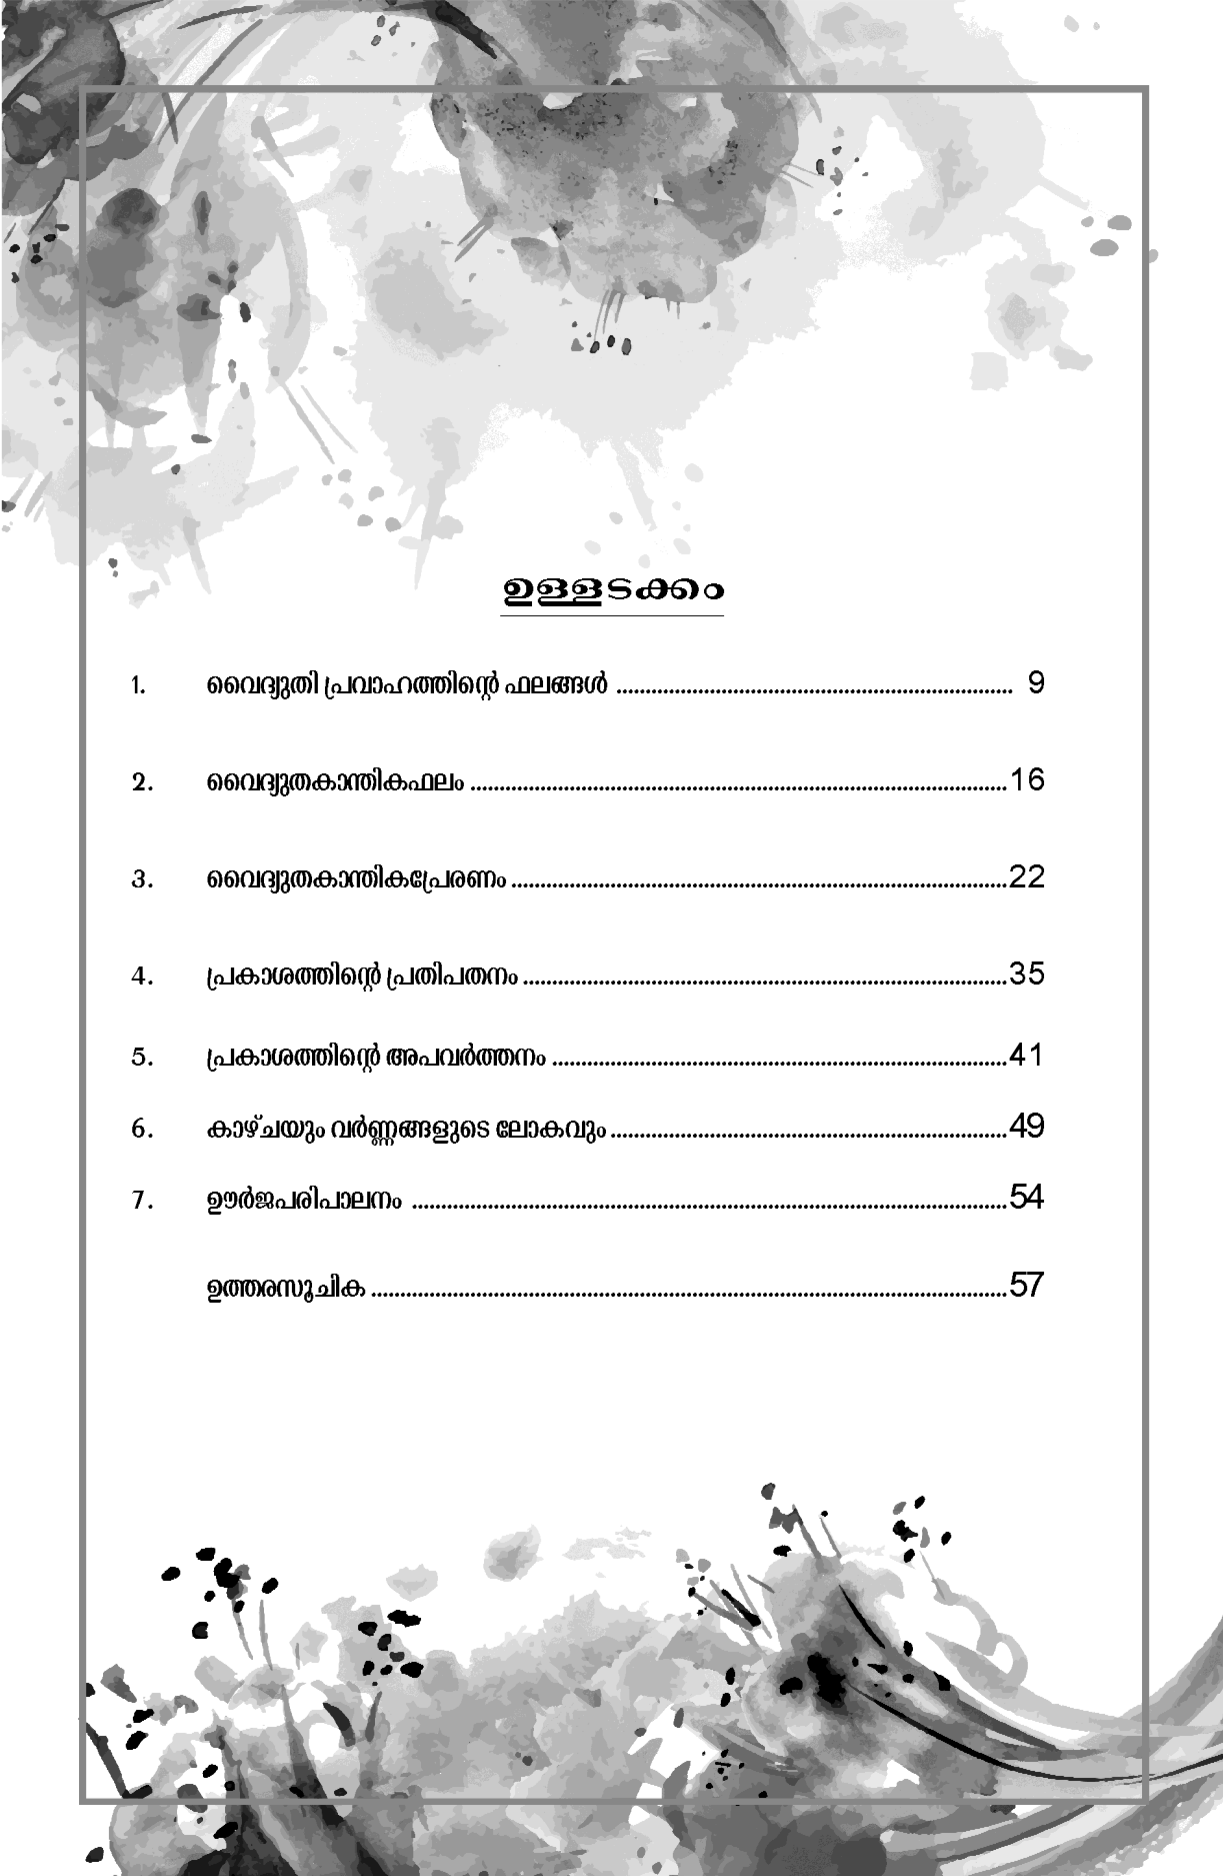 ഉള്ളടക്കം
1. വൈദ്യുതി പ്രവാഹത്തിന്റെ ഫലങ്ങൾ ........................................ 9
2. വൈദ്യുതകാന്തികഫലം ........................................ 16
3. വൈദ്യുതകാന്തികപ്രേരണം ........................................ 22
4. പ്രകാശത്തിന്റെ പ്രതിപതനം ........................................ 35
5. പ്രകാശത്തിന്റെ അപവർത്തനം ........................................ 41
6. കാഴ്ചയും വർണ്ണങ്ങളുടെ ലോകവും ........................................ 49
7. ഊർജപരിപാലനം ........................................ 54
ഉത്തരസൂചിക ........................................ 57